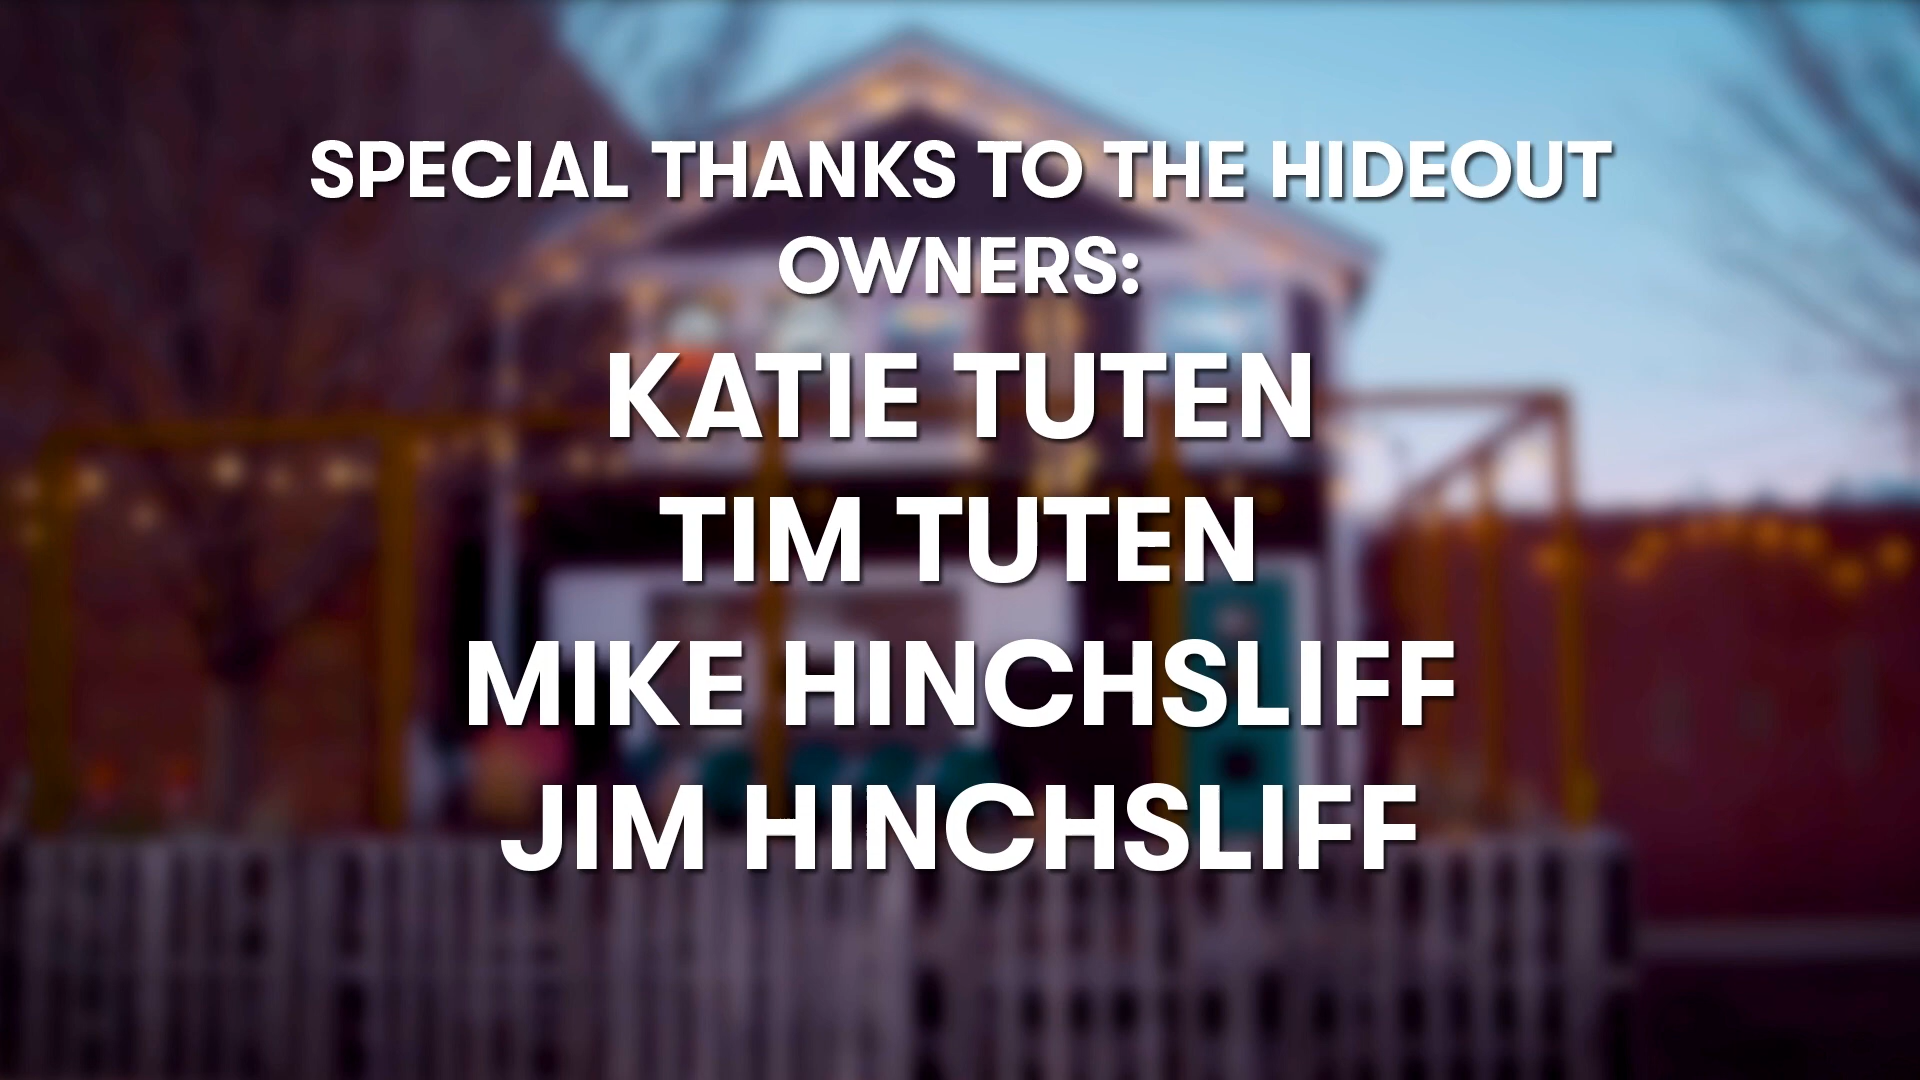 SPECIAL THANKS TO THE HIDEOUT
OWNERS:
KATIE TUTEN
TIM TUTEN
MIKE HINCHSLIFF
JIM HINCHSLIFF